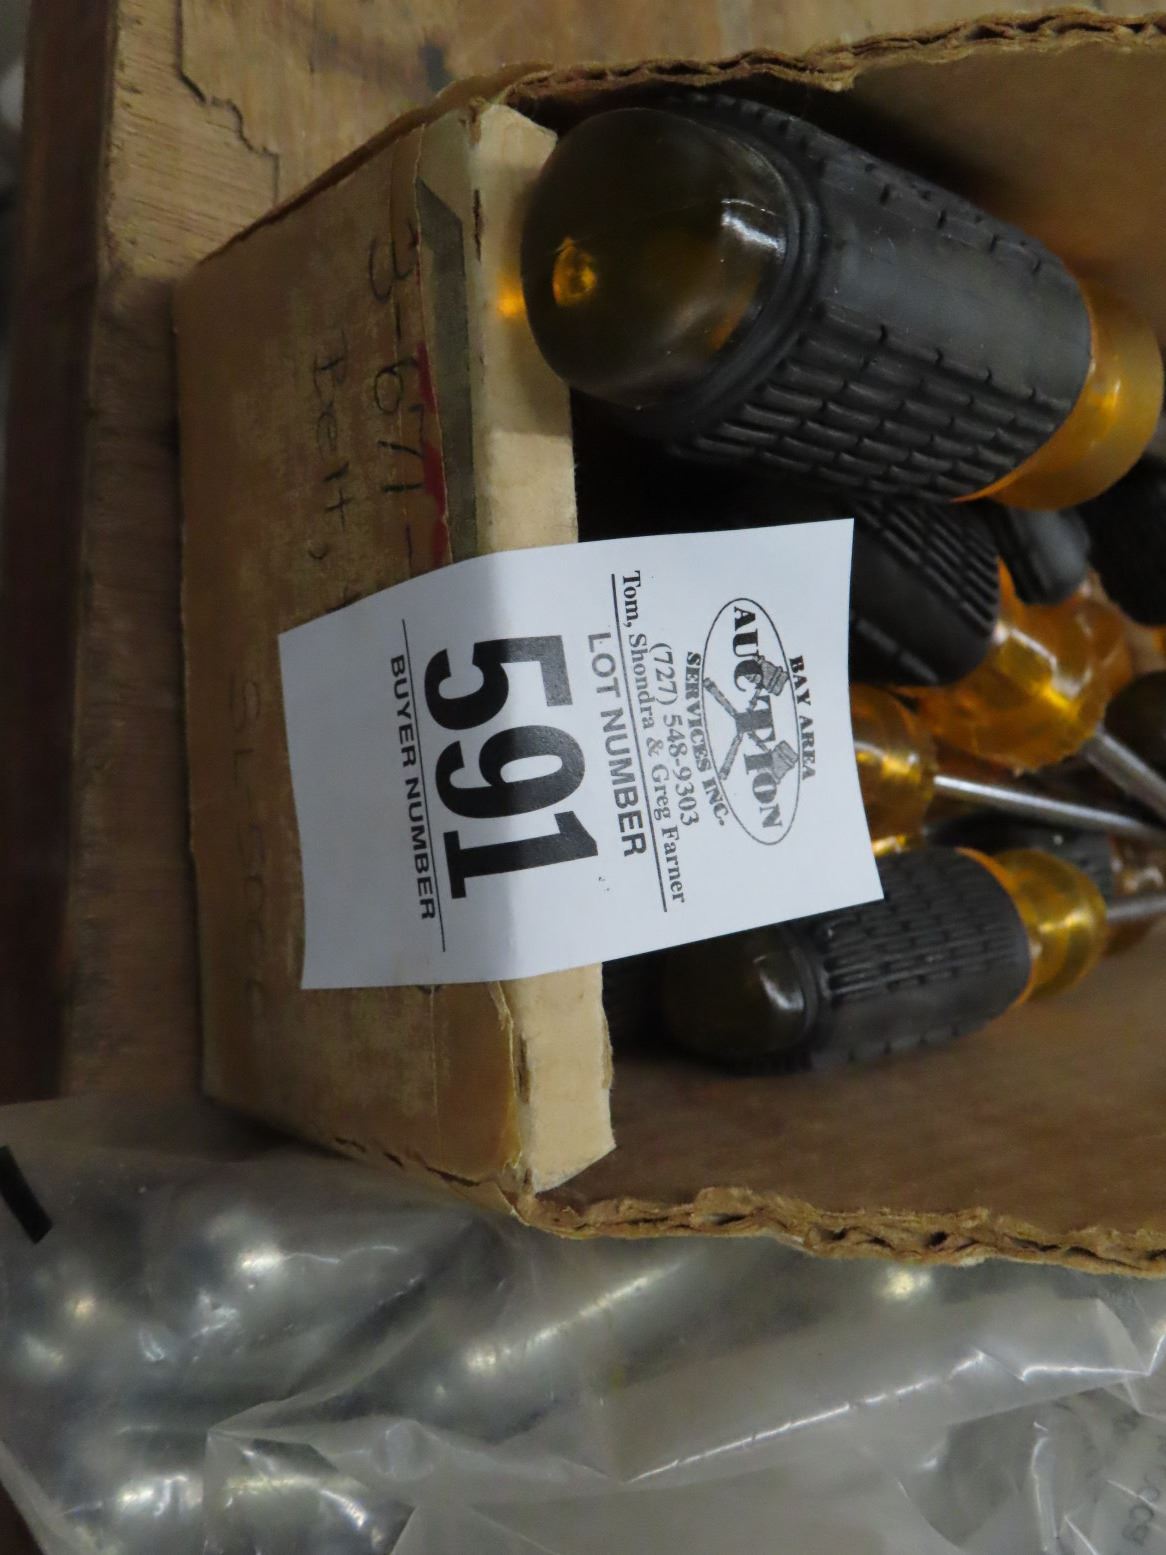 BAY AREA
AUCTION
SERVICES INC.
(727) 548-9303
Tom, Shondra & Greg Farner
LOT NUMBER
591
BUYER NUMBER